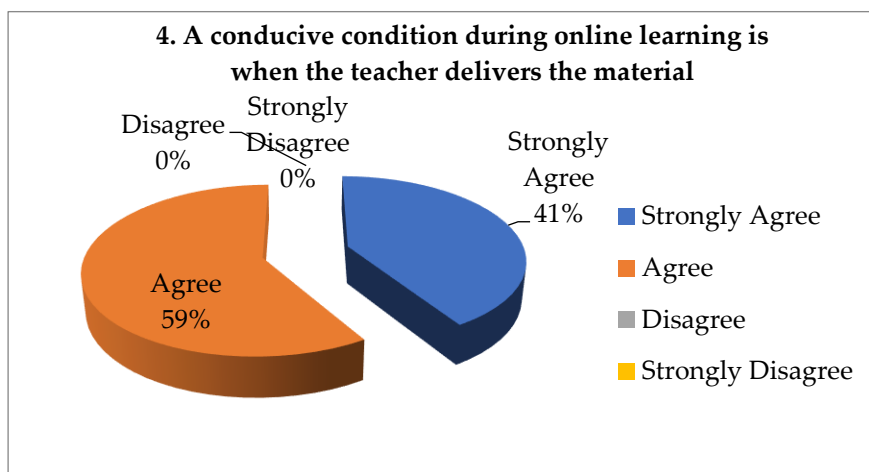 4. A conducive condition during online learning is
when the teacher delivers the material
Disagree
0%
Strongly
Disagree
0%
Strongly
Agree
41%
Agree
59%
Strongly Agree
Agree
Disagree
Strongly Disagree